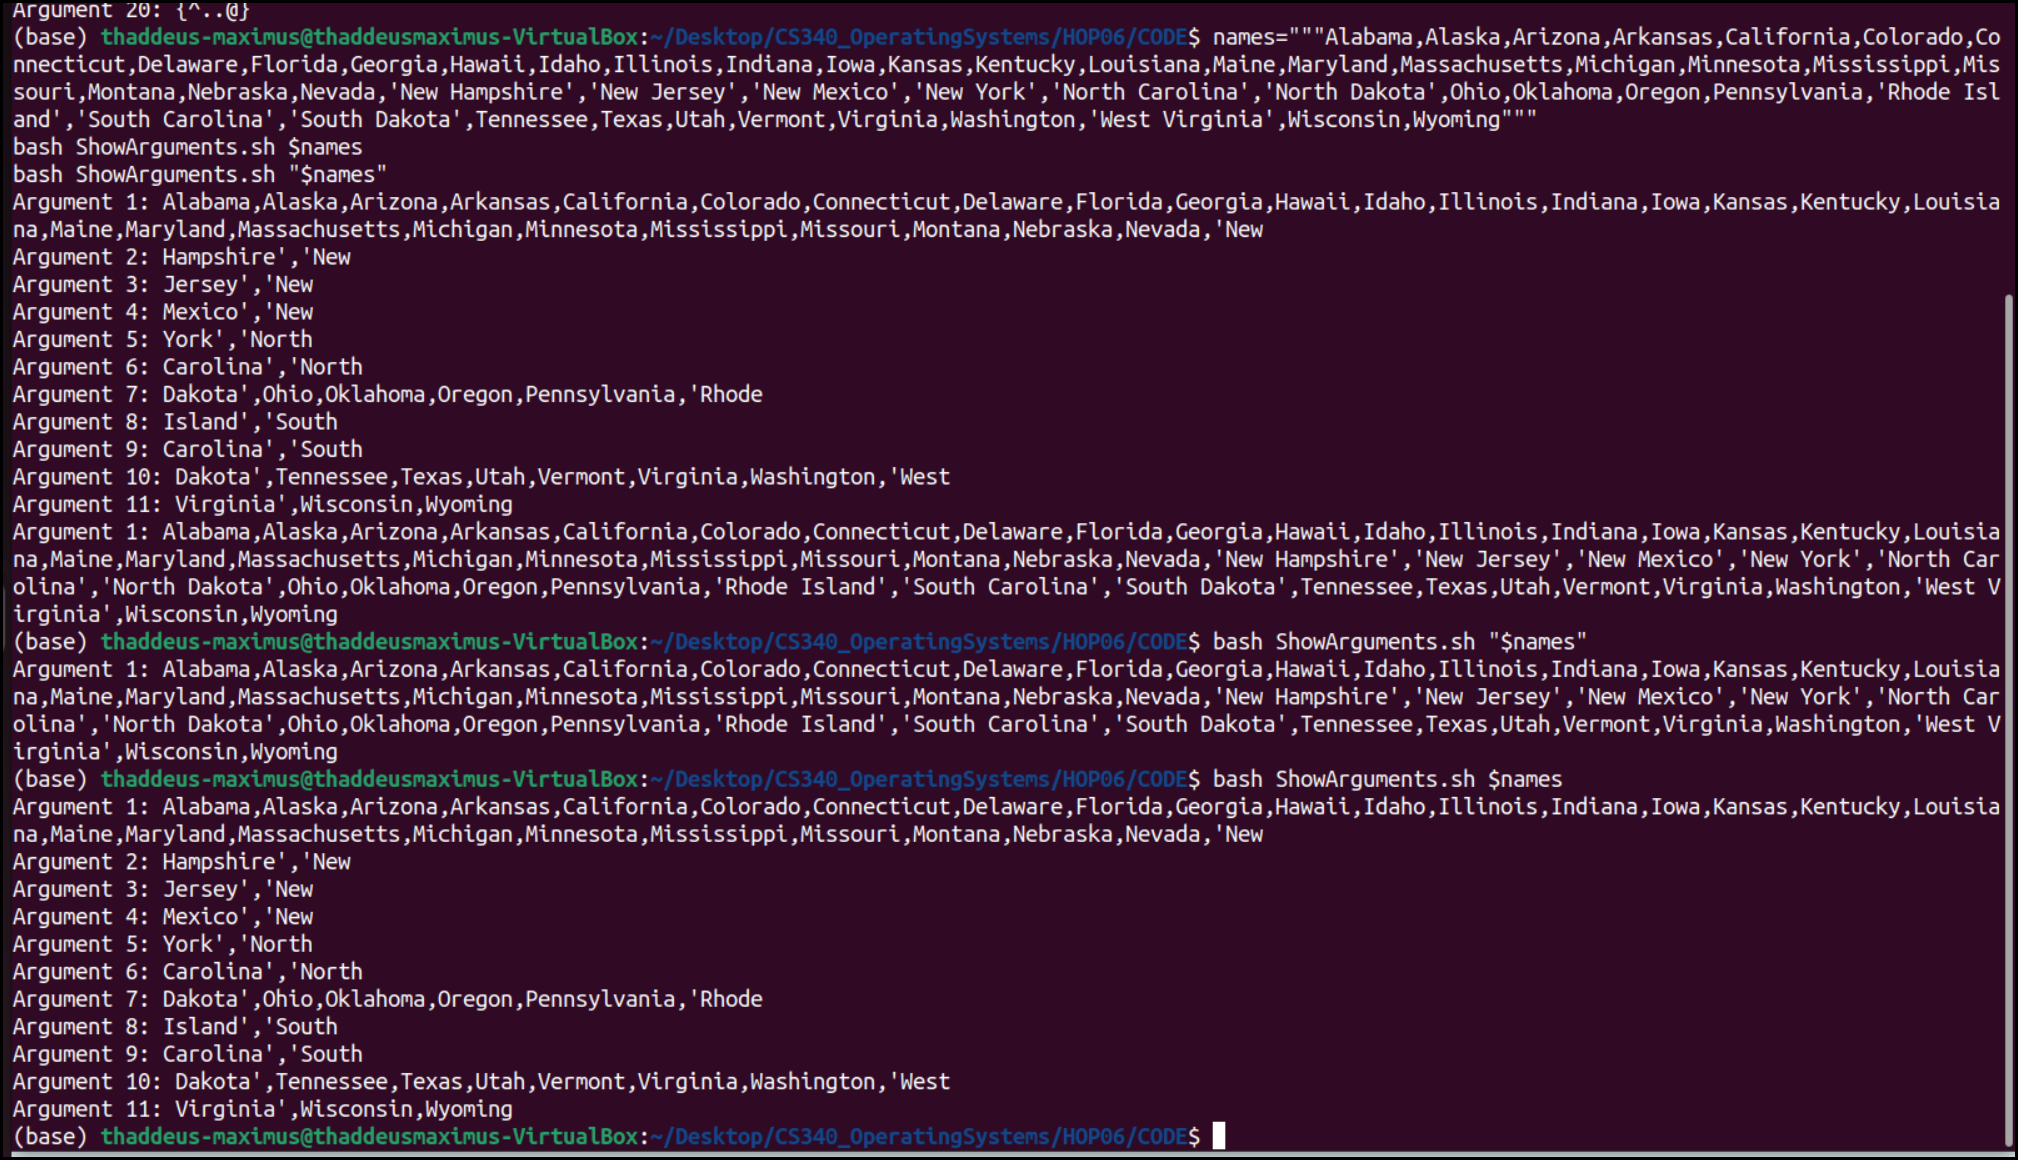 Argument 20: {^..@}
(base) thaddeus-maximus@thaddeusmaximus-VirtualBox:~/Desktop/CS340_OperatingSystems/HOP06/CODE$ names="""Alabama,Alaska,Arizona,Arkansas,California,Colorado,Co
nnecticut,Delaware,Florida,Georgia,Hawaii,Idaho,Illinois,Indiana,Iowa,Kansas,Kentucky,Louisiana,Maine,Maryland,Massachusetts,Michigan,Minnesota,Mississippi,Mis
souri,Montana,Nebraska,Nevada,'New Hampshire','New Jersey','New Mexico','New York','North Carolina','North Dakota',Ohio,Oklahoma,Oregon,Pennsylvania,'Rhode Isl
and','South Carolina','South Dakota',Tennessee,Texas,Utah,Vermont,Virginia,Washington,'West Virginia',Wisconsin,Wyoming"""
bash ShowArguments.sh $names
bash ShowArguments.sh "$names"
Argument 1: Alabama,Alaska,Arizona,Arkansas,California,Colorado,Connecticut,Delaware,Florida,Georgia,Hawaii,Idaho,Illinois,Indiana,Iowa,Kansas,Kentucky,Louisia
na,Maine,Maryland,Massachusetts,Michigan,Minnesota,Mississippi,Missouri,Montana,Nebraska,Nevada,'New
Argument 2: Hampshire','New
Argument 3: Jersey','New
Argument 4: Mexico','New
Argument 5: York','North
Argument 6: Carolina','North
Argument 7: Dakota',Ohio,Oklahoma,Oregon,Pennsylvania,'Rhode
Argument 8: Island','South
Argument 9: Carolina','South
Argument 10: Dakota',Tennessee,Texas,Utah,Vermont,Virginia,Washington,'West
Argument 11: Virginia',Wisconsin,Wyoming
Argument 1: Alabama,Alaska,Arizona,Arkansas,California,Colorado,Connecticut,Delaware,Florida,Georgia,Hawaii,Idaho,Illinois,Indiana,Iowa,Kansas,Kentucky,Louisia
na,Maine,Maryland,Massachusetts,Michigan,Minnesota,Mississippi,Missouri,Montana,Nebraska,Nevada,'New Hampshire','New Jersey','New Mexico','New York','North Car
olina','North Dakota',Ohio,Oklahoma,Oregon,Pennsylvania,'Rhode Island','South Carolina','South Dakota',Tennessee,Texas,Utah,Vermont,Virginia,Washington,'West V
irginia',Wisconsin,Wyoming
(base) thaddeus-maximus@thaddeusmaximus-VirtualBox:~/Desktop/CS340_OperatingSystems/HOP06/CODE$ bash ShowArguments.sh "$names"
Argument 1: Alabama,Alaska,Arizona,Arkansas,California,Colorado,Connecticut,Delaware,Florida,Georgia,Hawaii,Idaho,Illinois,Indiana,Iowa,Kansas,Kentucky,Louisia
na,Maine,Maryland,Massachusetts,Michigan,Minnesota,Mississippi,Missouri,Montana,Nebraska,Nevada,'New Hampshire','New Jersey','New Mexico','New York','North Car
olina','North Dakota',Ohio,Oklahoma,Oregon,Pennsylvania,'Rhode Island','South Carolina','South Dakota',Tennessee,Texas,Utah,Vermont,Virginia,Washington,'West V
irginia',Wisconsin,Wyoming
(base) thaddeus-maximus@thaddeusmaximus-VirtualBox:~/Desktop/CS340_OperatingSystems/HOP06/CODE$ bash ShowArguments.sh $names
Argument 1: Alabama,Alaska,Arizona,Arkansas,California,Colorado,Connecticut,Delaware,Florida,Georgia,Hawaii,Idaho,Illinois,Indiana,Iowa,Kansas,Kentucky,Louisia
na,Maine,Maryland,Massachusetts,Michigan,Minnesota,Mississippi,Missouri,Montana,Nebraska,Nevada,'New
Argument 2: Hampshire','New
Argument 3: Jersey','New
Argument 4: Mexico','New
Argument 5: York','North
Argument 6: Carolina','North
Argument 7: Dakota',Ohio,Oklahoma,Oregon,Pennsylvania,'Rhode
Argument 8: Island','South
Argument 9: Carolina','South
Argument 10: Dakota',Tennessee,Texas,Utah,Vermont,Virginia,Washington,'West
Argument 11: Virginia',Wisconsin,Wyoming
(base) thaddeus-maximus@thaddeusmaximus-VirtualBox:~/Desktop/CS340_OperatingSystems/HOP06/CODE$